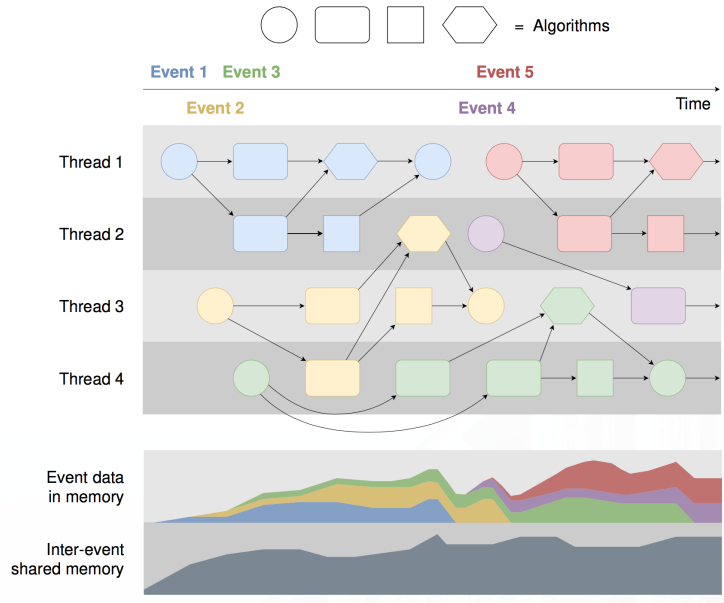 = Algorithms
Event 1 Event 3 Event 5
Event 2 Event 4 Time
Thread 1
Thread 2
Thread 3
Thread 4
Event data
in memory
Inter-event
shared memory